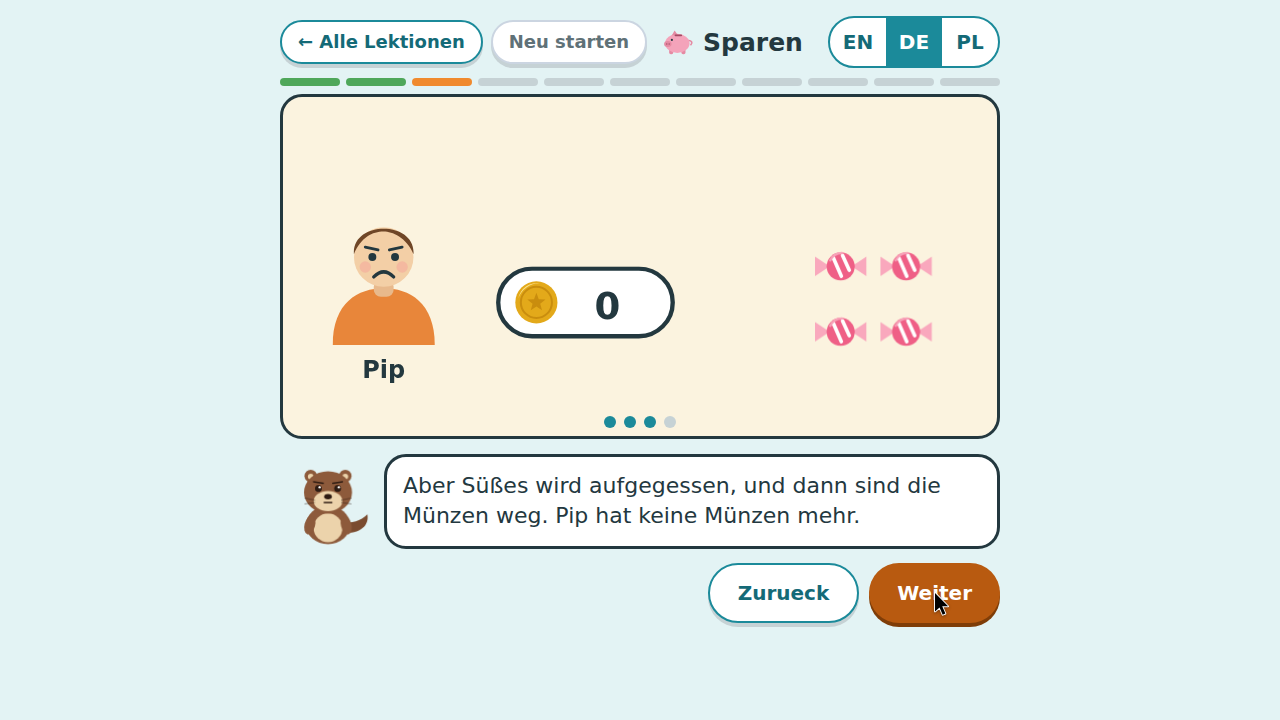 ← Alle Lektionen
Neu starten
Sparen
EN DE PL
0
Pip
Aber Süßes wird aufgegessen, und dann sind die
Münzen weg. Pip hat keine Münzen mehr.
Zurueck
Weiter